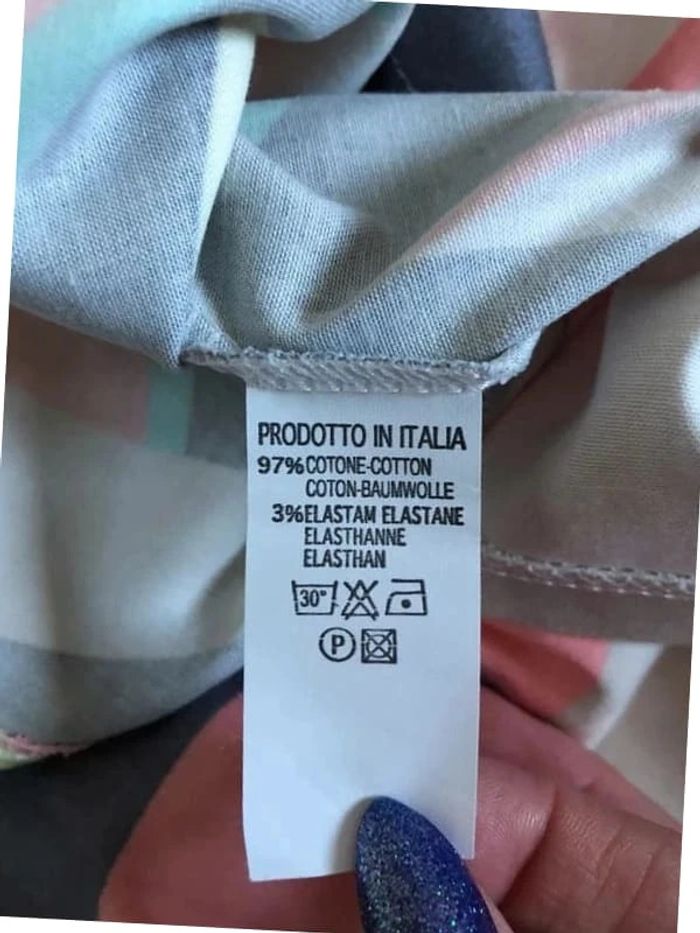 PRODOTTO IN ITALIA
97% COTONE-COTTON
COTON-BAUMWOLLE
3% ELASTAM ELASTANE
ELASTHANNE
ELASTHAN
30°
P